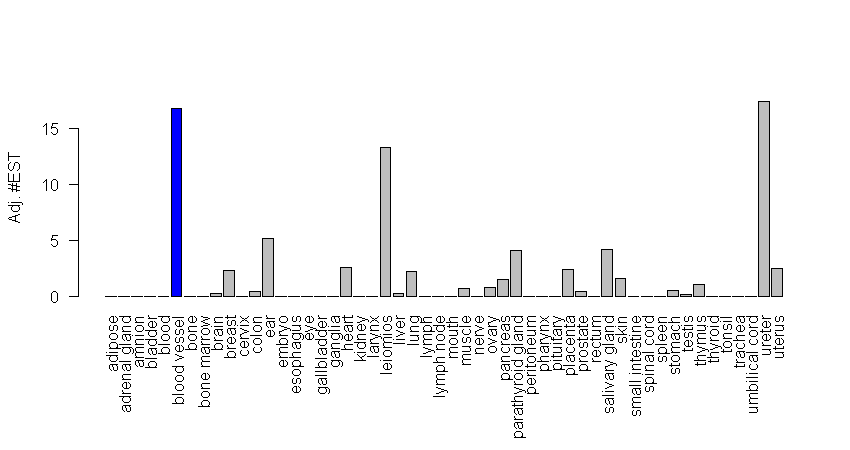 Adj. #EST
15
10
5
0
adipose
adrenal gland
amnion
bladder
blood
blood vessel
bone
bone marrow
brain
breast
cervix
colon
ear
embryo
esophagus
eye
gallbladder
ganglia
heart
kidney
larynx
leiomios
liver
lung
lymph
lymph node
mouth
muscle
nerve
ovary
pancreas
parathyroid gland
peritoneum
pharynx
pituitary
placenta
prostate
rectum
salivary gland
skin
small intestine
spinal cord
spleen
stomach
testis
thymus
thyroid
tonsil
trachea
umbilical cord
ureter
uterus